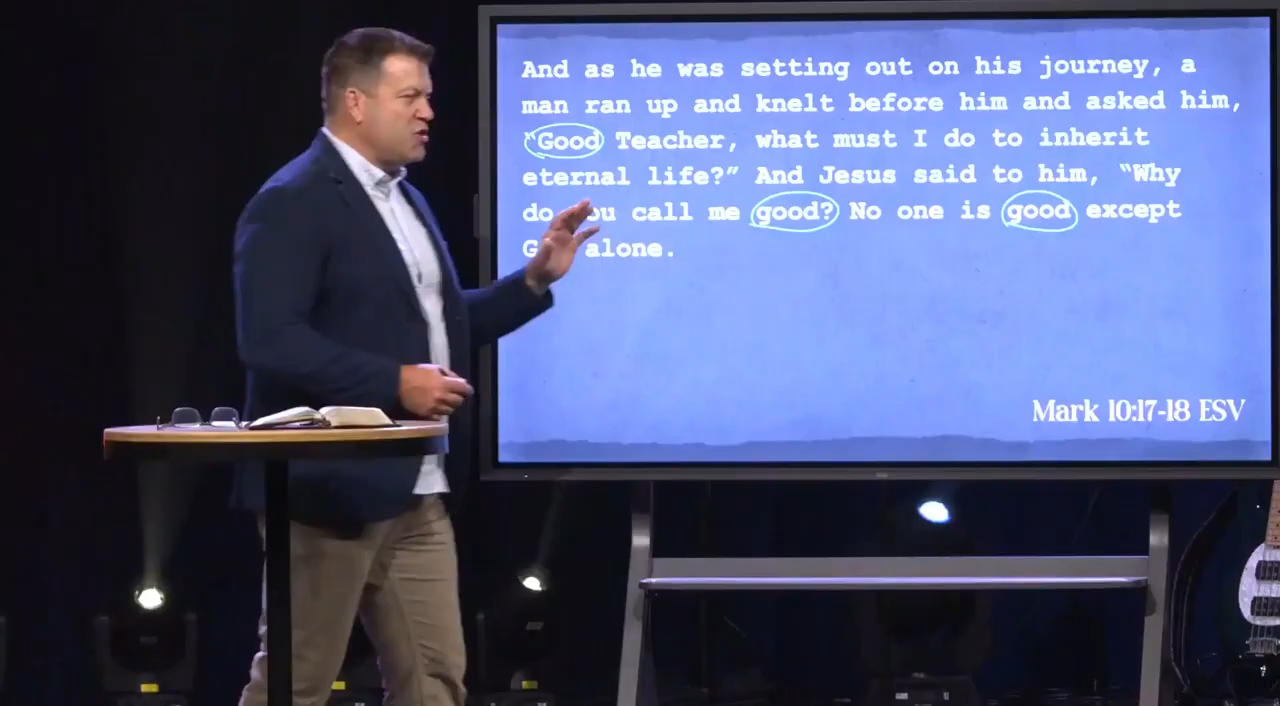 And as he was setting out on his journey, a
man ran up and knelt before him and asked him,
“Good Teacher, what must I do to inherit
eternal life?” And Jesus said to him, “Why
do you call me good? No one is good except
alone.
Mark 10:17-18 ESV